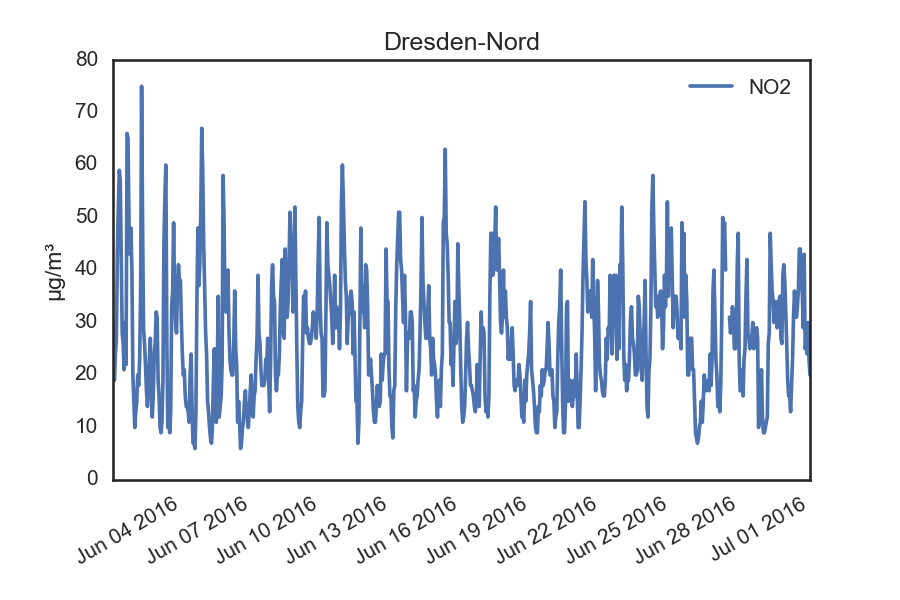 Dresden-Nord
80
70
60
50
40
30
20
10
0
µg/m³
NO2
Jun 04 2016
Jun 07 2016
Jun 10 2016
Jun 13 2016
Jun 16 2016
Jun 19 2016
Jun 22 2016
Jun 25 2016
Jun 28 2016
Jul 01 2016